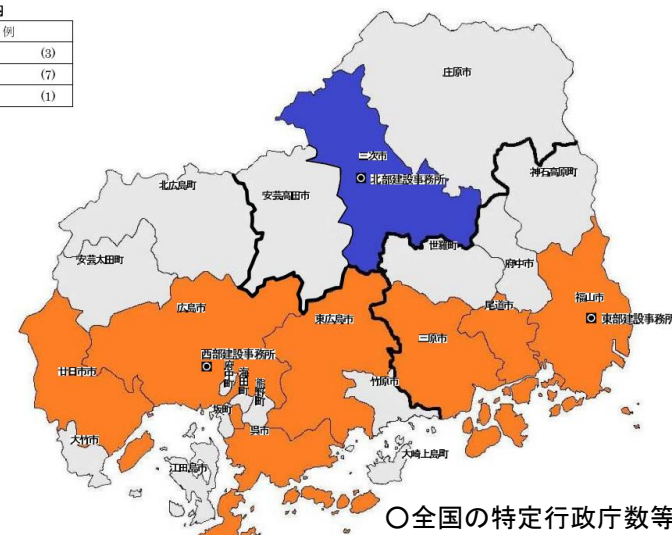 例
(3)
(7)
(1)
庄原市
三次市
北部建設事務所
神石高原町
北広島町
安芸高田市
世羅町
安芸太田町
府中市
広島市
福山市
尾道市
東広島市
東部建設事務所
三原市
西部建設事務所
府中町
海田町
熊野町
廿日市市
竹原市
坂町
呉市
大竹市
大崎上島町
江田島市
○全国の特定行政庁数等